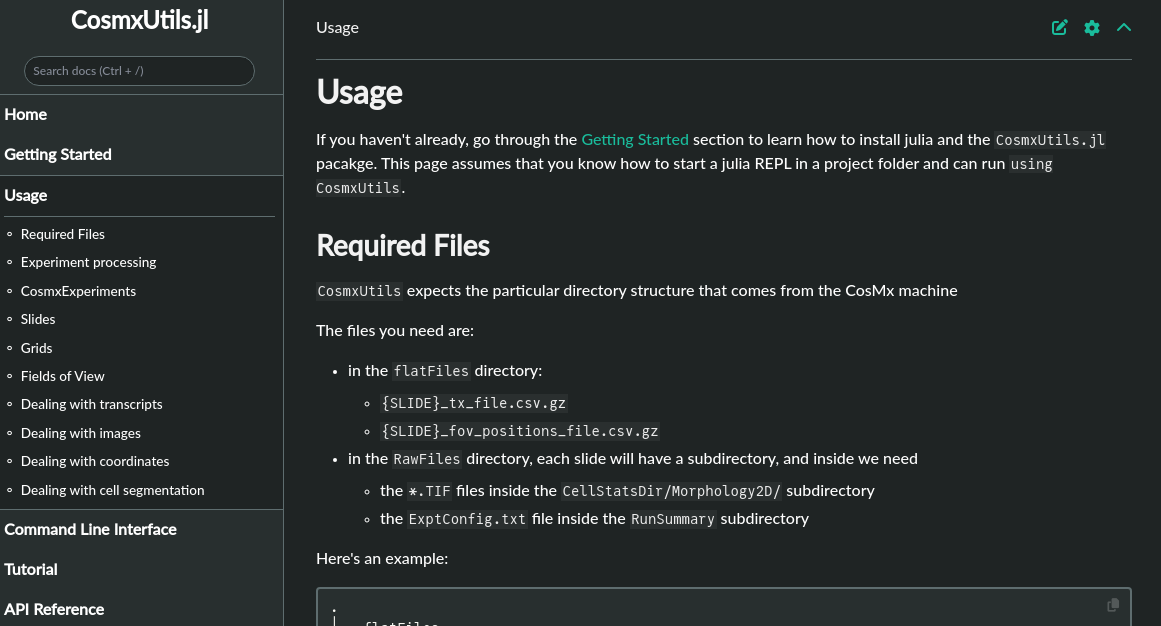 CosmxUtils.jl
Search docs (Ctrl + /)
Home
Getting Started
Usage
Required Files
Experiment processing
CosmxExperiments
Slides
Grids
Fields of View
Dealing with transcripts
Dealing with images
Dealing with coordinates
Dealing with cell segmentation
Command Line Interface
Tutorial
API Reference
Usage
Usage
If you haven't already, go through the Getting Started section to learn how to install julia and the CosmxUtils.jl
pacakge. This page assumes that you know how to start a julia REPL in a project folder and can run using
CosmxUtils.
Required Files
CosmxUtils expects the particular directory structure that comes from the CosMx machine
The files you need are:
• in the flatFiles directory:
◦ {SLIDE}_tx_file.csv.gz
◦ {SLIDE}_fov_positions_file.csv.gz
• in the RawFiles directory, each slide will have a subdirectory, and inside we need
◦ the *.TIF files inside the CellStatsDir/Morphology2D/ subdirectory
◦ the ExptConfig.txt file inside the RunSummary subdirectory
Here's an example:
.
flatFiles